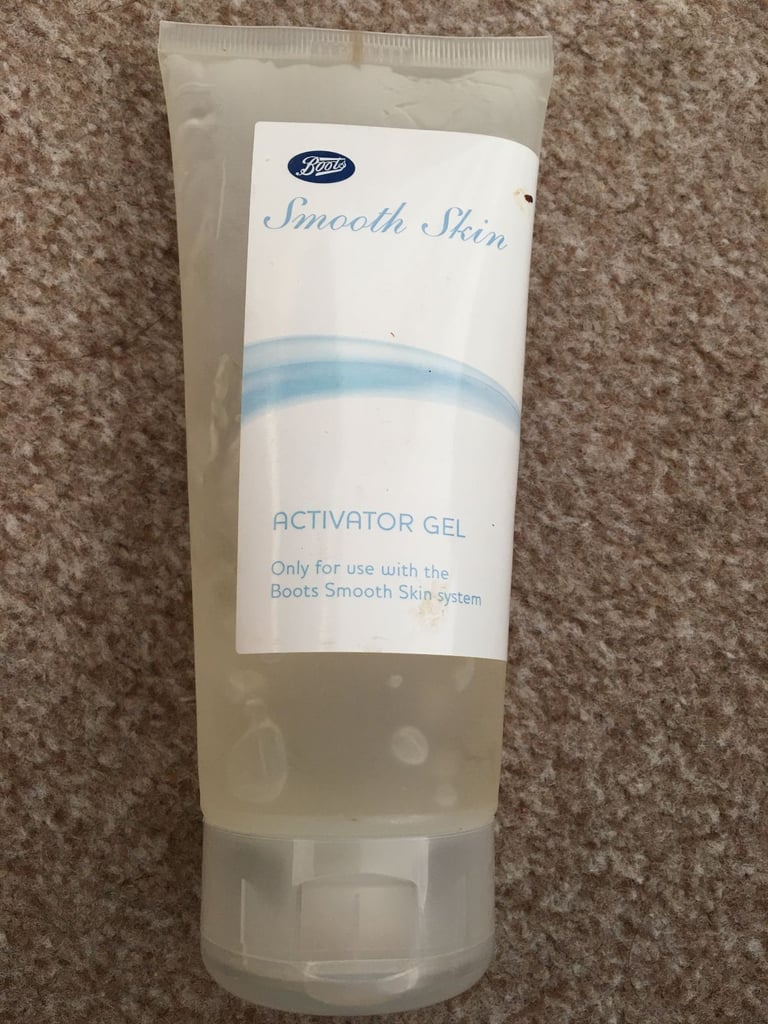 Boots
Smooth Skin
ACTIVATOR GEL
Only for use with the
Boots Smooth Skin system